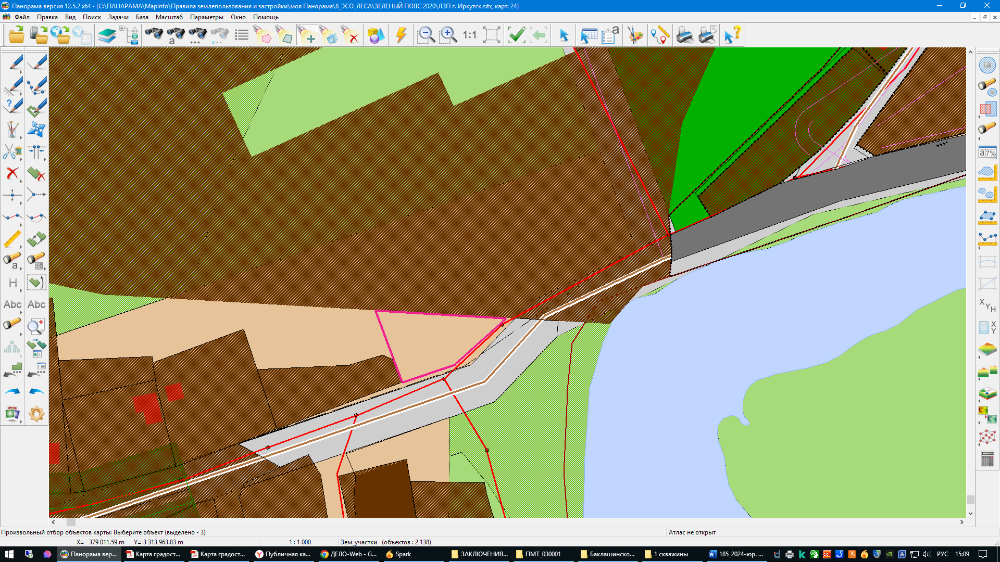 Панорама версия 12.5.2 x64 - [C:\ПАНАРАМА\MapInfo\Правила землепользования и застройки\моя Панорама\8_ЭСО_ЛЕСА\ЗЕЛЕНЫЙ ПОЯС 2020\ЛЗП г. Иркутск.sitx, карт: 24]
Файл Правка Вид Поиск Задачи База Масштаб Параметры Окно Помощь
1:1
a
a
a7%
a
H
Abc Abc
X Y H
X Y
Произвольный отбор объектов карты: Выберите объект (выделено - 3)
Атлас не открыт
X= 379 011.59 m Y= 3 313 963.83 m
1 : 1 000
Зем_участки (объектов : 2 138)
Панорама вер...
Карта градост...
Карта градост...
Публичная ка...
ДЕЛО-Web - G...
Spark
ЗАКЛЮЧЕНИЯ...
ПМТ_030001
Баклашинско...
1 скважины
185_2024-юр. ...
РУС
15:09